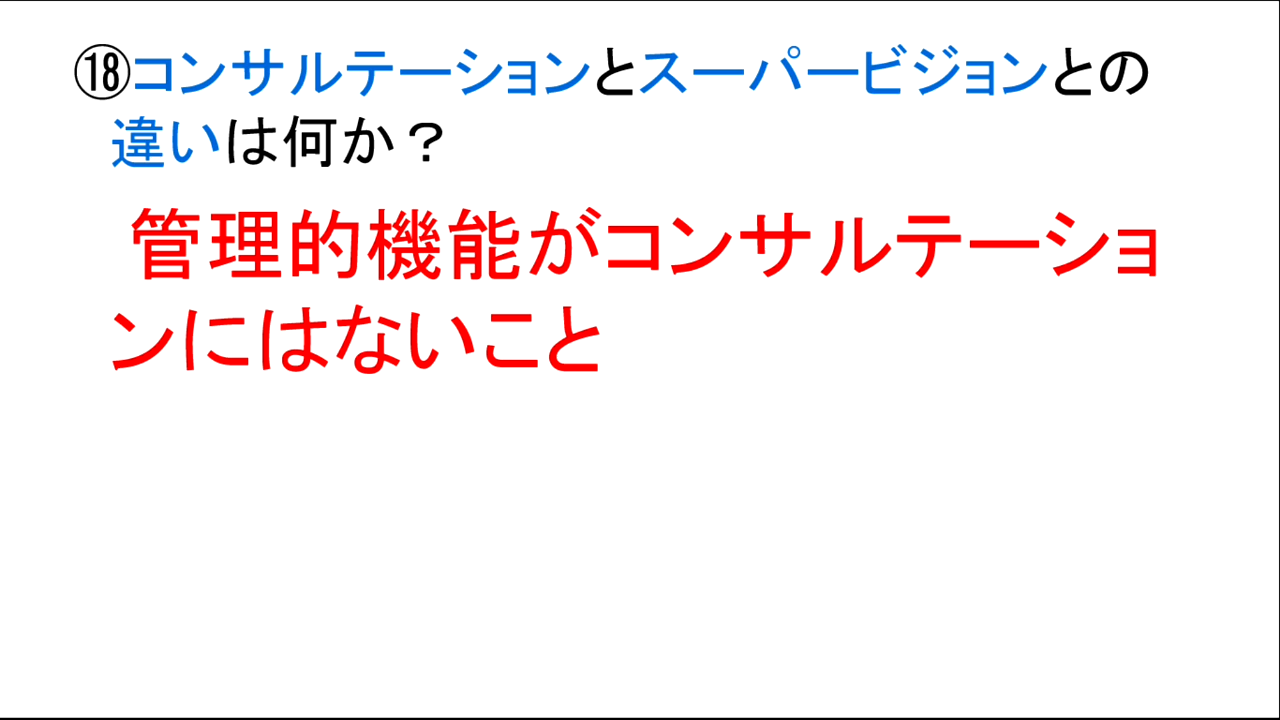 ⑱コンサルテーションとスーパービジョンとの
違いは何か？
管理的機能がコンサルテーショ
ンにはないこと